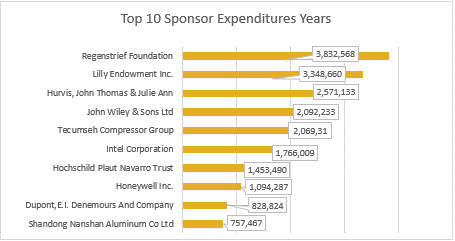 Top 10 Sponsor Expenditures Years
Regenstrief Foundation 3,832,568
Lilly Endowment Inc. 3,348,660
Hurvis, John Thomas & Julie Ann 2,571,133
John Wiley & Sons Ltd 2,092,233
Tecumseh Compressor Group 2,069,31
Intel Corporation 1,766,009
Hochschild Plaut Navarro Trust 1,453,490
Honeywell Inc. 1,094,287
Dupont,E.I. Denemours And Company 828,824
Shandong Nanshan Aluminum Co Ltd 757,467